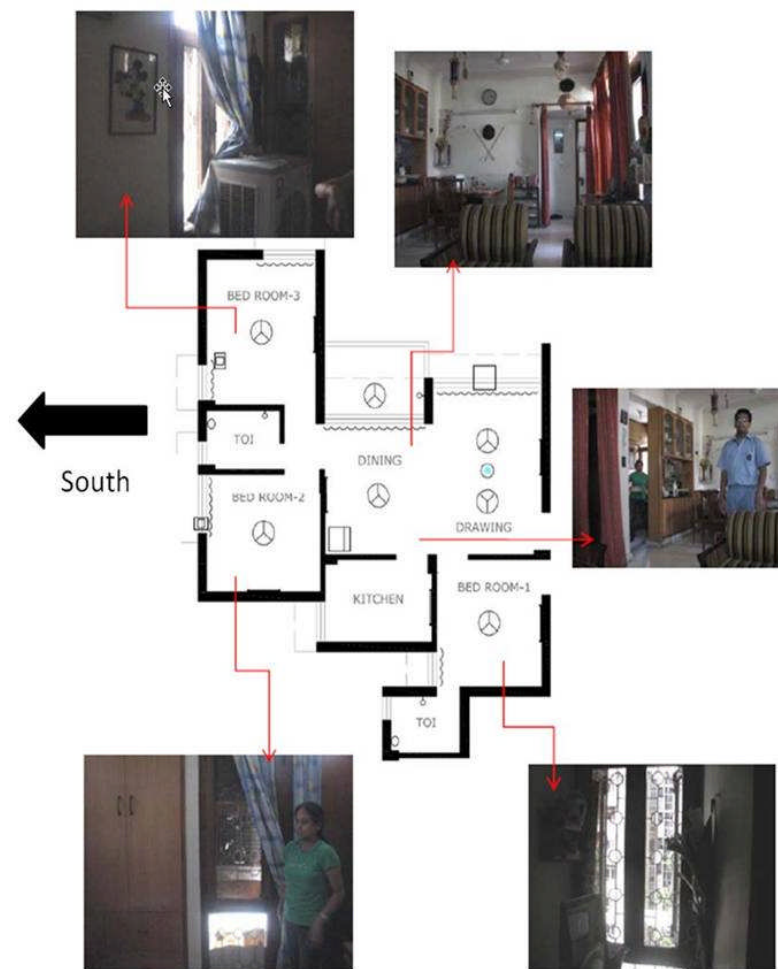 BED ROOM-3
South
TOI
DINING
BED ROOM-2
DRAWING
KITCHEN
BED ROOM-1
TOI